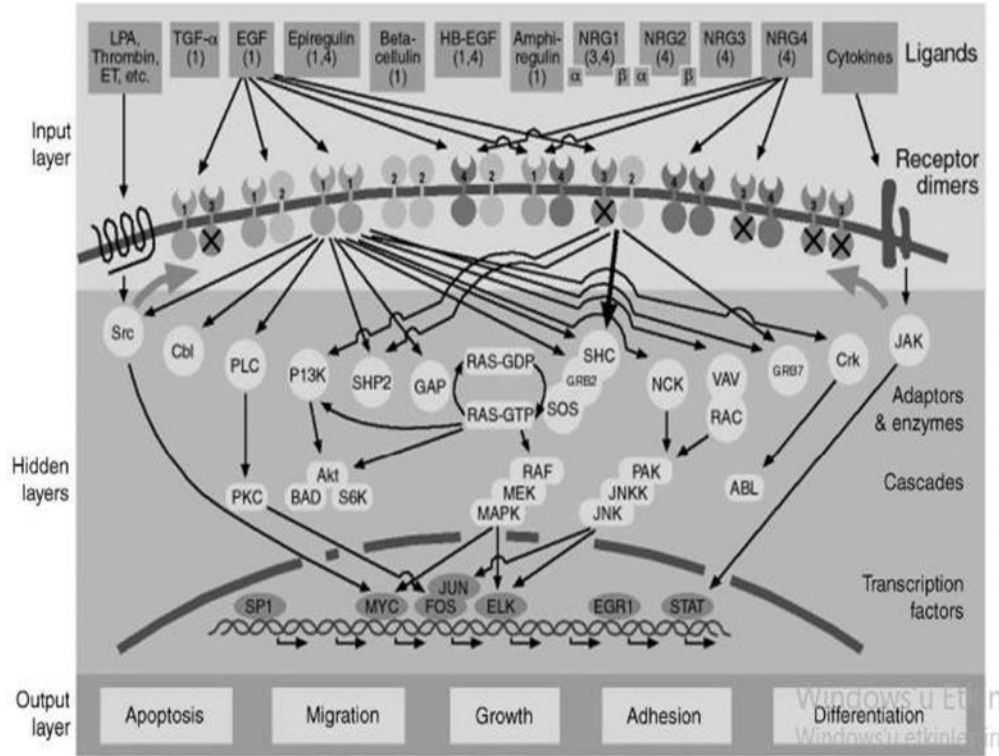 LPA,
Thrombin,
ET, etc.
TGF-α
(1)
EGF
(1)
Epiregulin
(1,4)
Beta-
cellulin
(1)
HB-EGF
(1,4)
Amphi-
regulin
(1)
NRG1
(3,4)
α
β
NRG2
(4)
α
β
NRG3
(4)
NRG4
(4)
Cytokines
Ligands
Input
layer
Receptor
dimers
1 3
1 2
1 1
2 2
4 2
1 4
3 2
4 4
3 4
3 3
Src
Cbl
PLC
P13K
SHP2
GAP
RAS-GDP
RAS-GTP
SHC
GRB2
SOS
NCK
VAV
RAC
GRB7
Crk
JAK
Adaptors
& enzymes
Hidden
layers
PKC
Akt
BAD
S6K
RAF
MEK
MAPK
PAK
JNKK
JNK
ABL
Cascades
SP1
MYC
JUN
FOS
ELK
EGR1
STAT
Transcription
factors
Output
layer
Apoptosis
Migration
Growth
Adhesion
Differentiation
Windows'u Etkin
Windows'u etkinleştirin